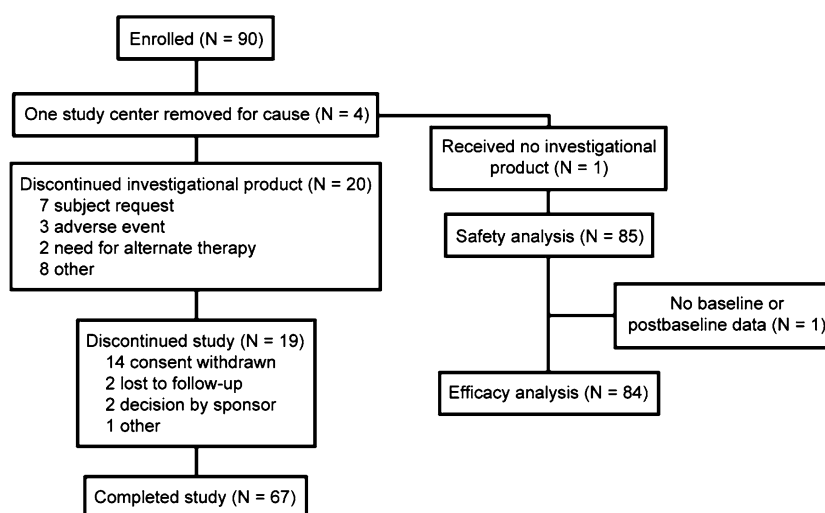 Enrolled (N = 90)
One study center removed for cause (N = 4)
Received no investigational
product (N = 1)
Discontinued investigational product (N = 20)
7 subject request
3 adverse event
2 need for alternate therapy
8 other
Safety analysis (N = 85)
No baseline or
postbaseline data (N = 1)
Discontinued study (N = 19)
14 consent withdrawn
2 lost to follow-up
2 decision by sponsor
1 other
Efficacy analysis (N = 84)
Completed study (N = 67)